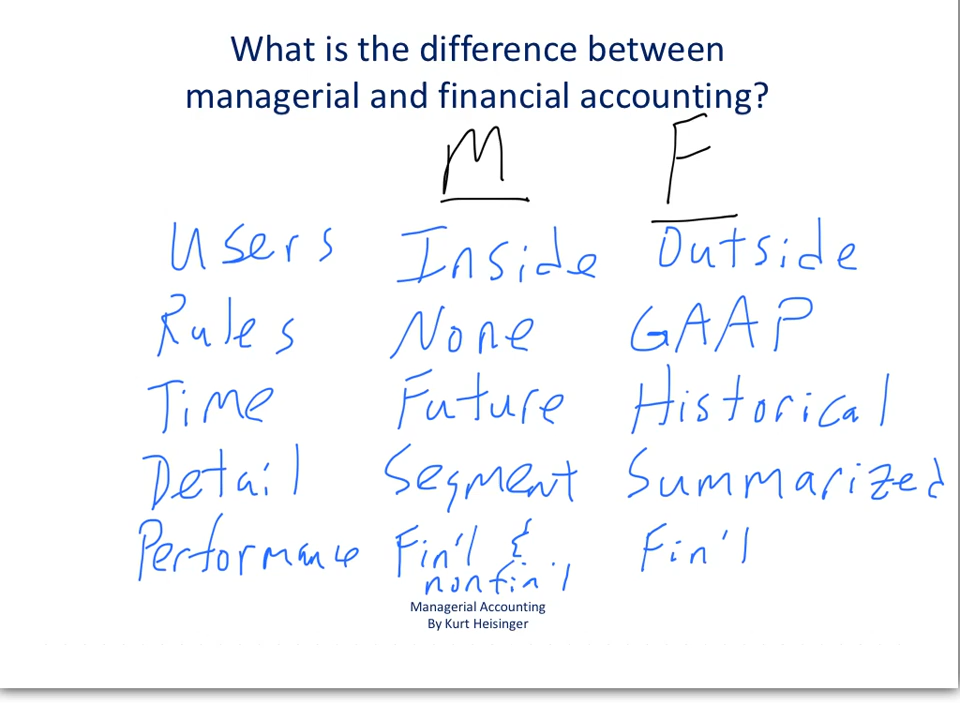 What is the difference between
managerial and financial accounting?
M F
Users Inside Outside
Rules None GAAP
Time Future Historical
Detail Segment Summarized
Performance Fin'l & Fin'l
nonfin'l
Managerial Accounting
By Kurt Heisinger